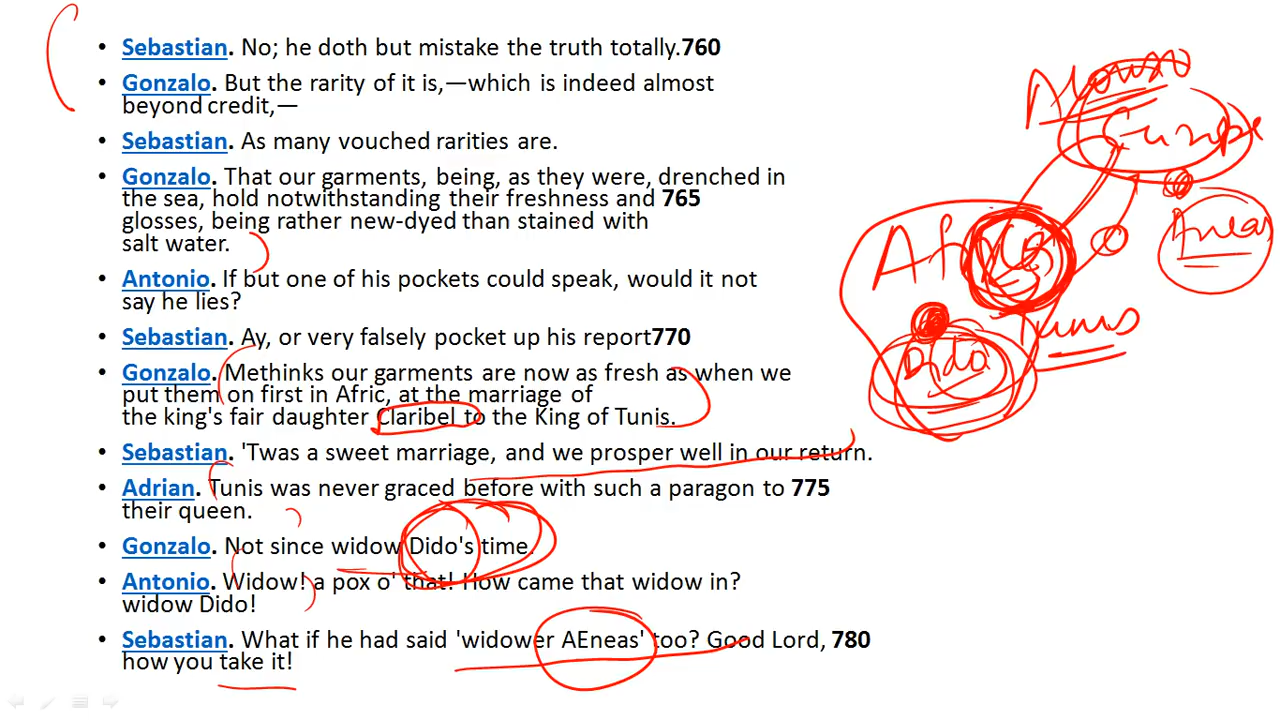 • Sebastian. No; he doth but mistake the truth totally.760
• Gonzalo. But the rarity of it is,—which is indeed almost
beyond credit,—
• Sebastian. As many vouched rarities are.
• Gonzalo. That our garments, being, as they were, drenched in
the sea, hold notwithstanding their freshness and 765
glosses, being rather new-dyed than stained with
salt water.
• Antonio. If but one of his pockets could speak, would it not
say he lies?
• Sebastian. Ay, or very falsely pocket up his report770
• Gonzalo. Methinks our garments are now as fresh as when we
put them on first in Afric, at the marriage of
the king's fair daughter Claribel to the King of Tunis.
• Sebastian. 'Twas a sweet marriage, and we prosper well in our return.
• Adrian. Tunis was never graced before with such a paragon to 775
their queen.
• Gonzalo. Not since widow Dido's time.
• Antonio. Widow! a pox o' that! How came that widow in?
widow Dido!
• Sebastian. What if he had said 'widower AEneas' too? Good Lord, 780
how you take it!
Alonso
Europe
Aneas
Tunis
Dido